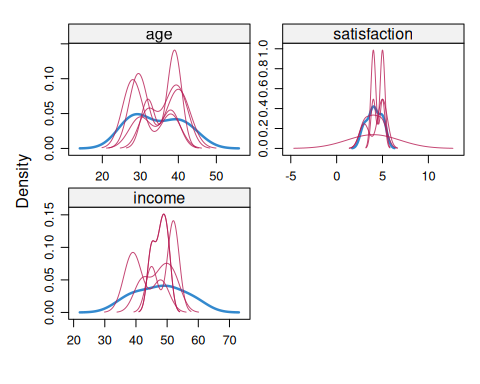 age
satisfaction
0.00 0.05 0.10
20 30 40 50
0.0 0.2 0.4 0.6 0.8 1.0
-5 0 5 10
Density
income
0.00 0.05 0.10 0.15
20 30 40 50 60 70